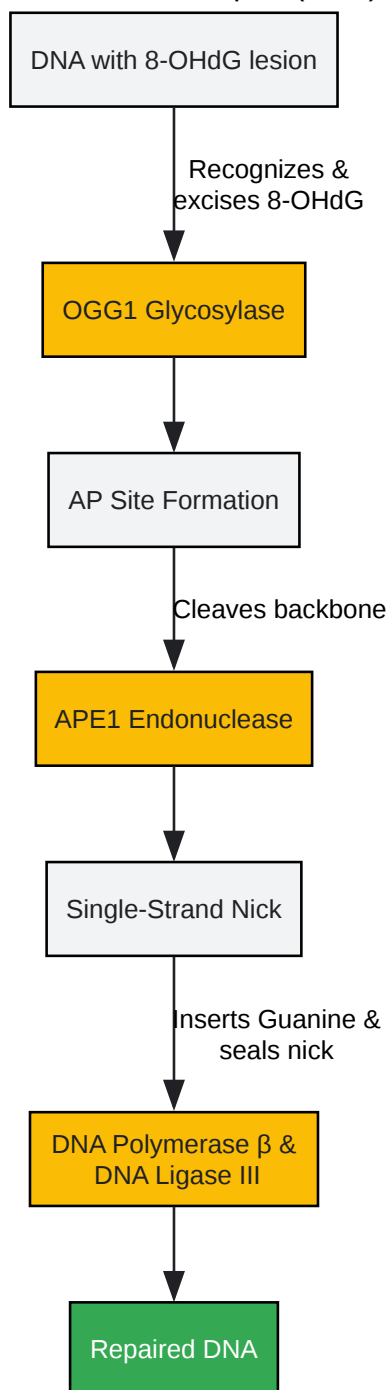 DNA with 8-OHdG lesion
Recognizes &
excises 8-OHdG
OGG1 Glycosylase
AP Site Formation
Cleaves backbone
APE1 Endonuclease
Single-Strand Nick
Inserts Guanine &
seals nick
DNA Polymerase β &
DNA Ligase III
Repaired DNA